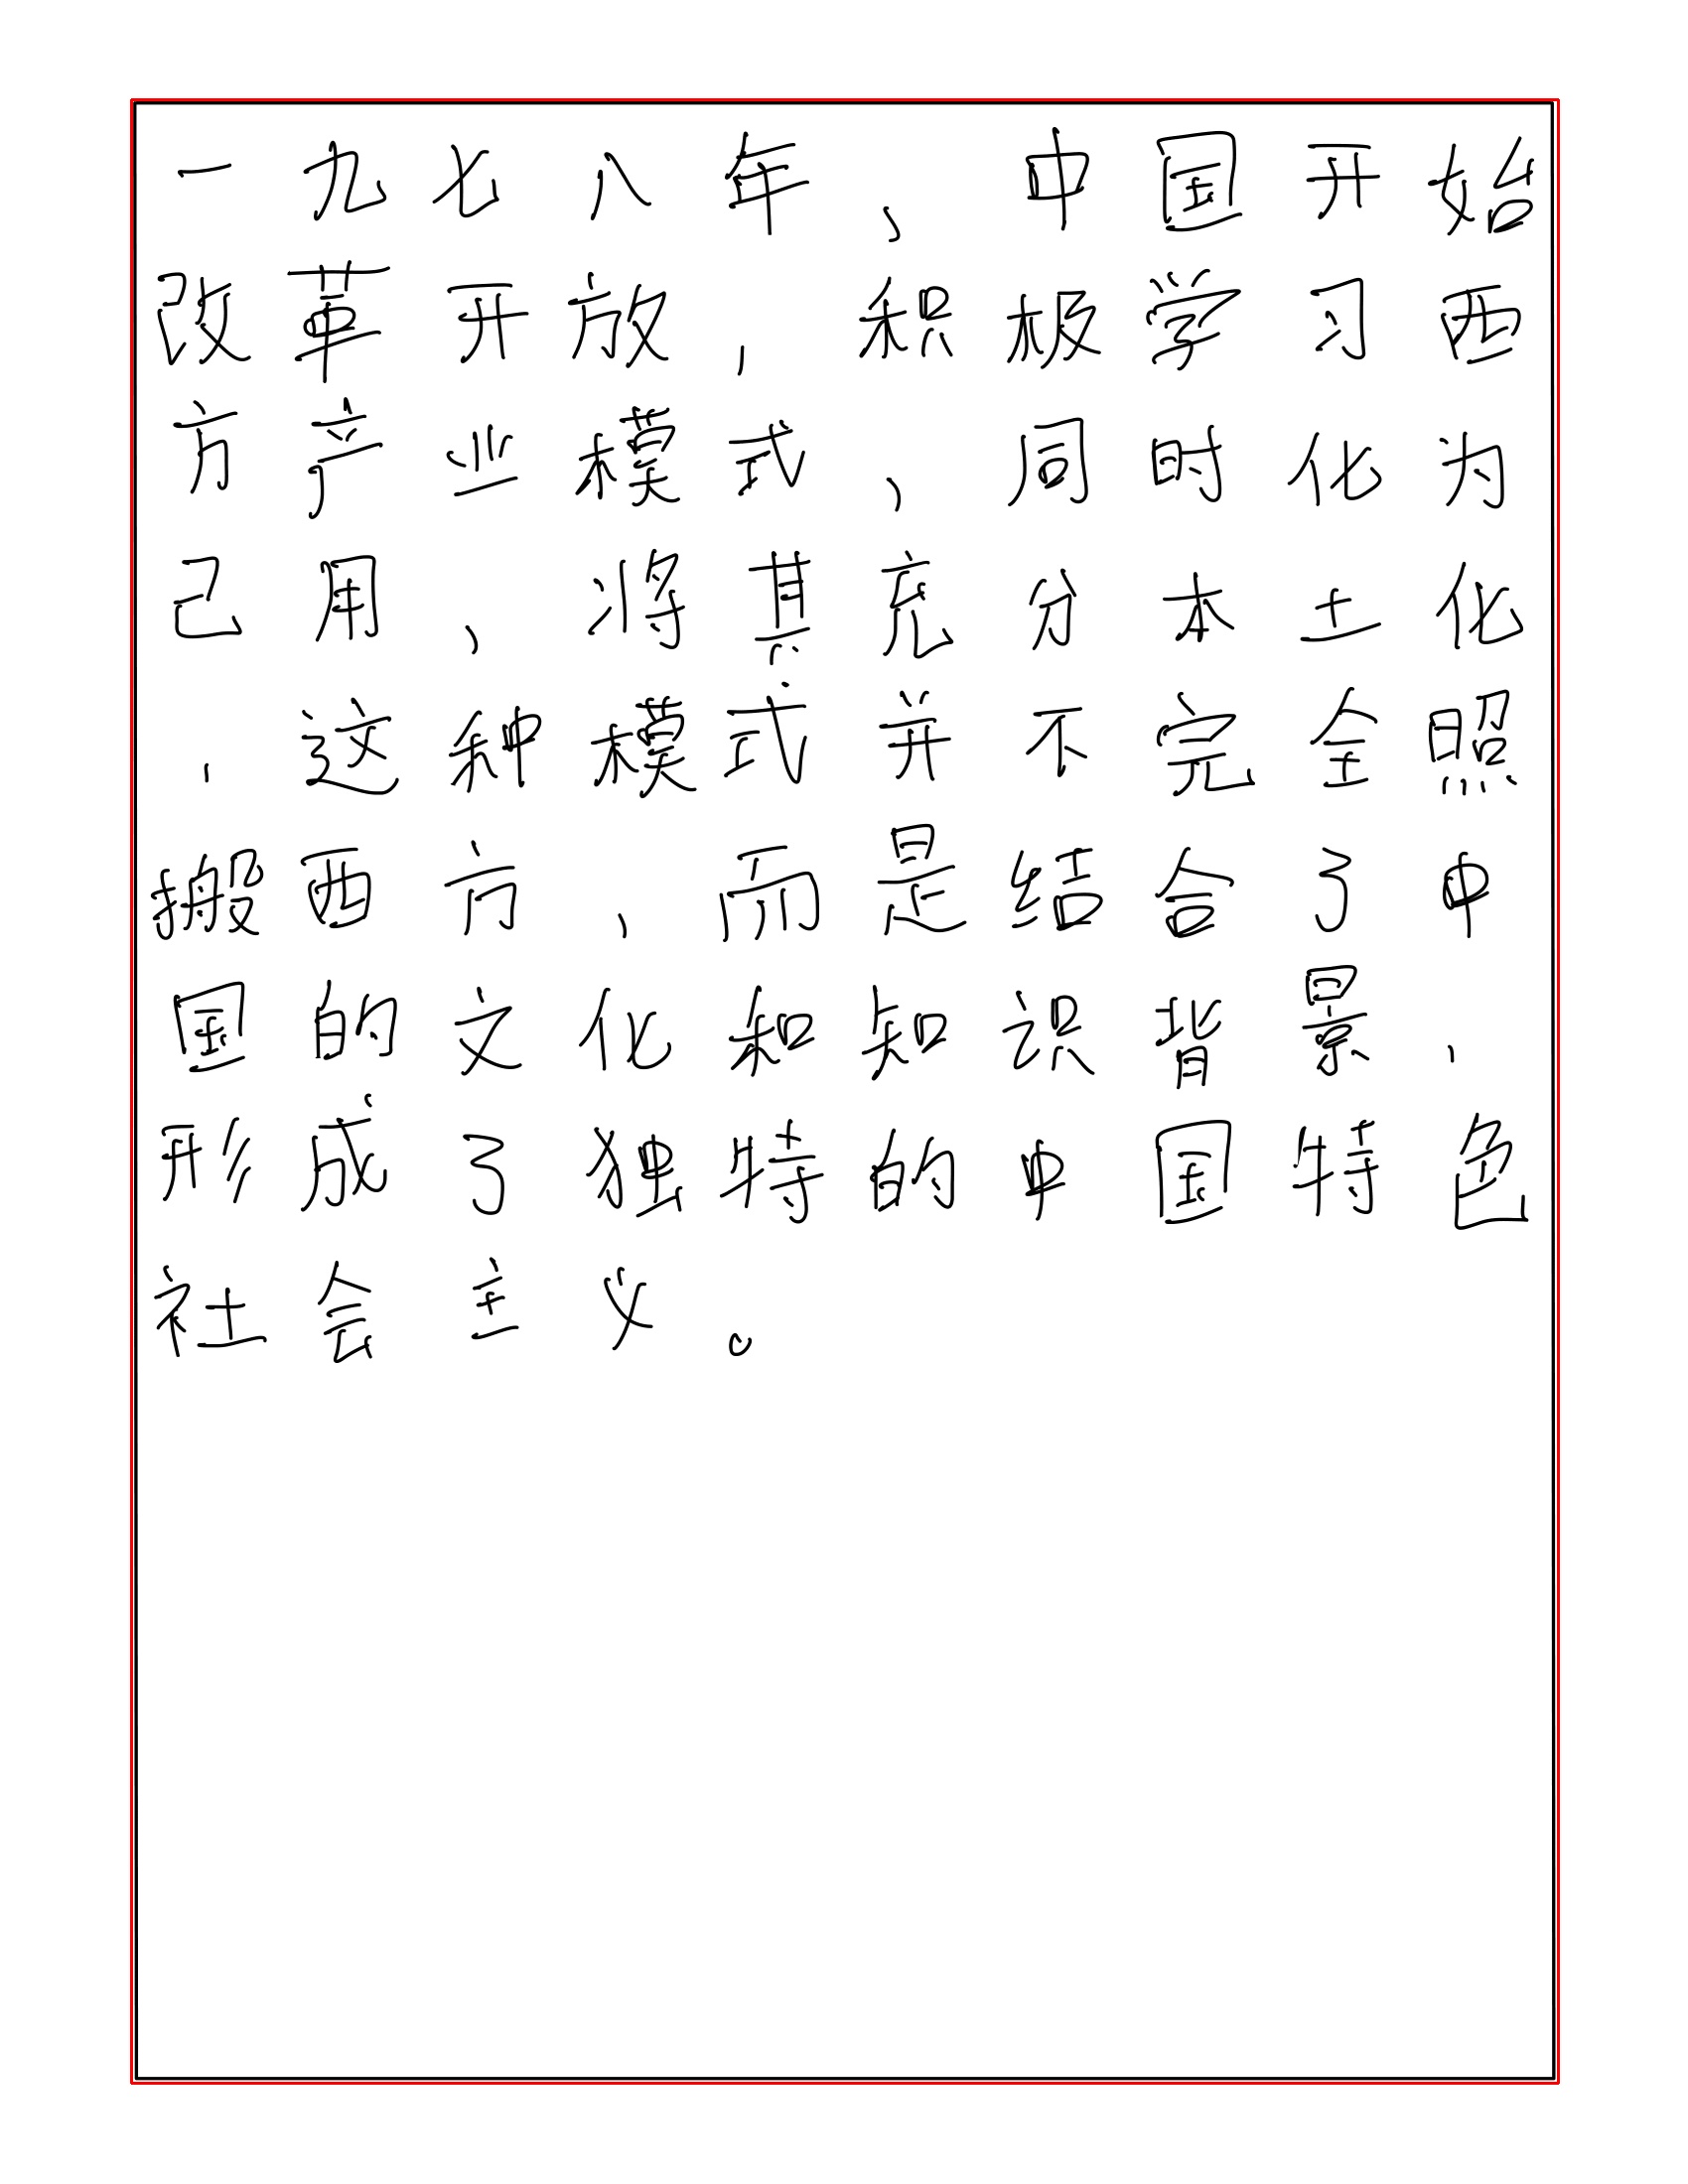 一九七八年，中国开始
改革开放，积极学习西
方产业模式，同时化为
己用，将其充分本土化
，这种模式并不完全照
搬西方，而是结合了中
国的文化和知识背景，
形成了独特的中国特色
社会主义。